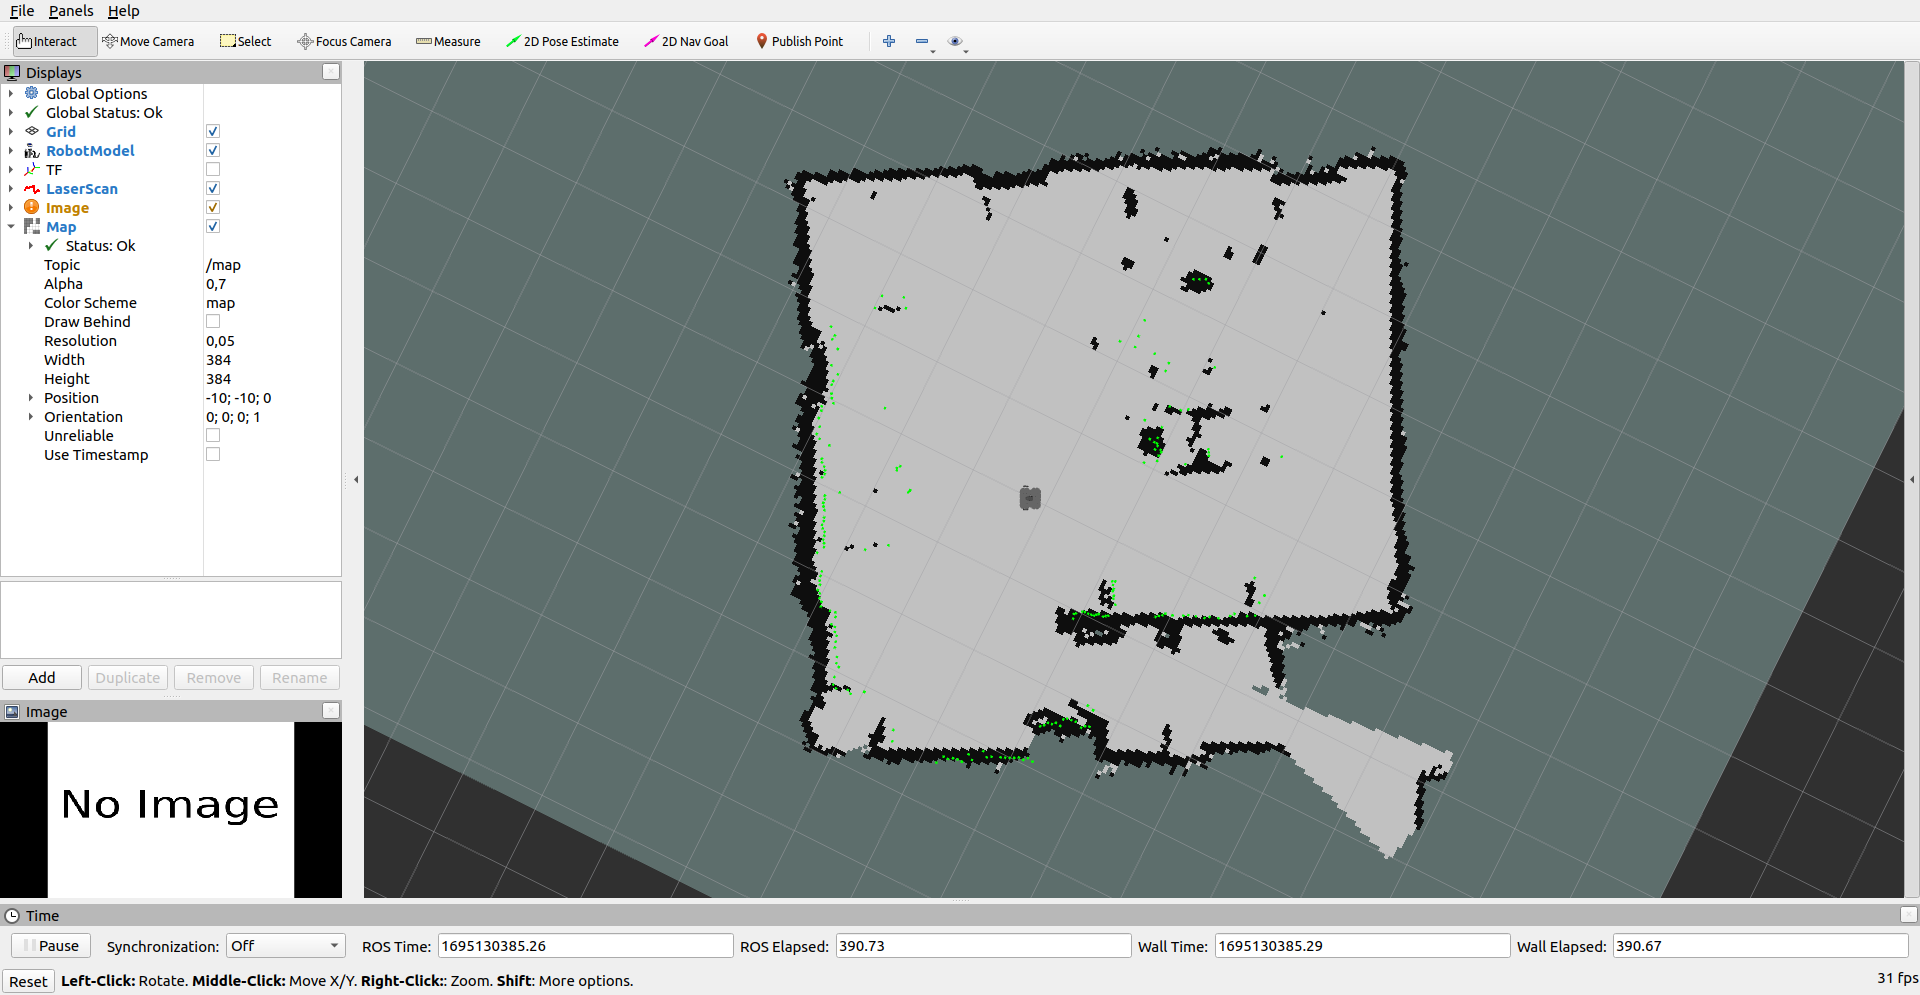 File Panels Help
Interact Move Camera Select Focus Camera Measure 2D Pose Estimate 2D Nav Goal Publish Point
Displays
Global Options
Global Status: Ok
Grid
RobotModel
TF
LaserScan
Image
Map
Status: Ok
Topic /map
Alpha 0,7
Color Scheme map
Draw Behind
Resolution 0,05
Width 384
Height 384
Position -10; -10; 0
Orientation 0; 0; 0; 1
Unreliable
Use Timestamp
Add Duplicate Remove Rename
Image
No Image
Time
Pause Synchronization: Off ROS Time: 1695130385.26 ROS Elapsed: 390.73 Wall Time: 1695130385.29 Wall Elapsed: 390.67
Reset Left-Click: Rotate. Middle-Click: Move X/Y. Right-Click:: Zoom. Shift: More options. 31 fps